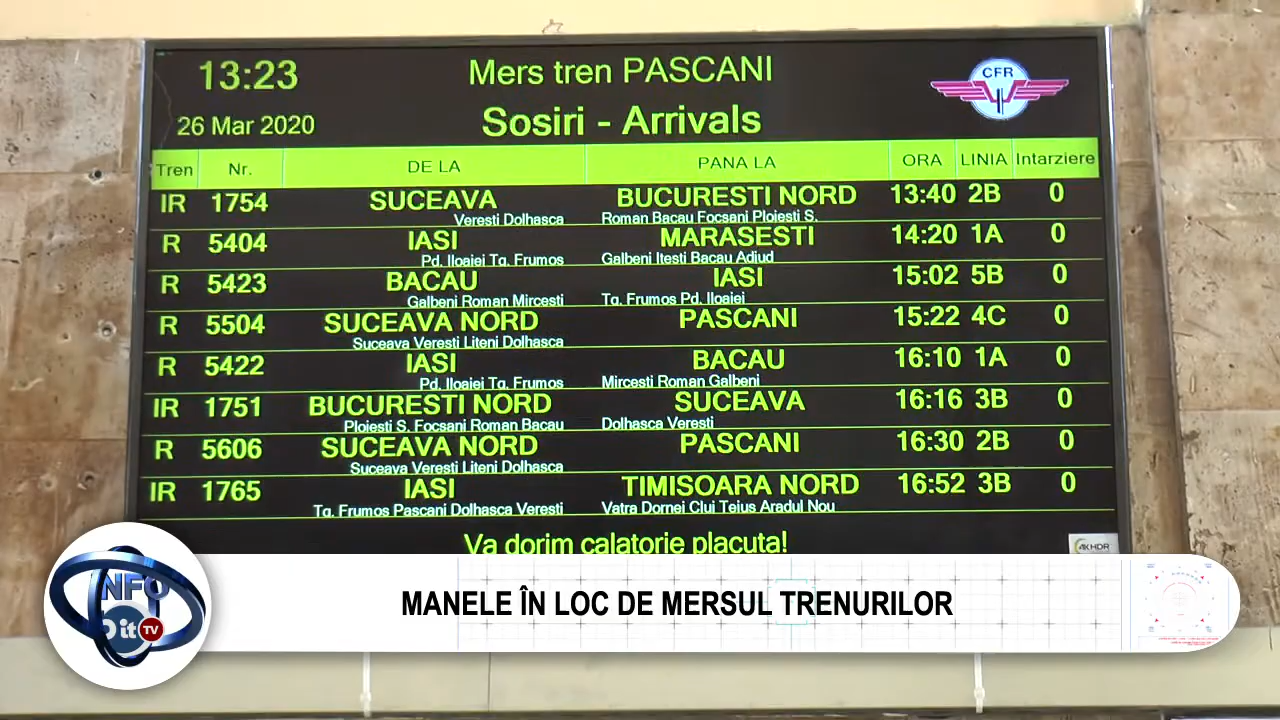 13:23
Mers tren PASCANI
CFR
26 Mar 2020
Sosiri - Arrivals
Tren Nr. DE LA PANA LA ORA LINIA Intarziere
IR 1754 SUCEAVA BUCURESTI NORD 13:40 2B 0
Veresti Dolhasca Roman Bacau Focsani Ploiesti S.
R 5404 IASI MARASESTI 14:20 1A 0
Pd. Iloaiei Tg. Frumos Galbeni Itesti Bacau Adjud
R 5423 BACAU IASI 15:02 5B 0
Galbeni Roman Mircesti Tg. Frumos Pd. Iloaiei
R 5504 SUCEAVA NORD PASCANI 15:22 4C 0
Suceava Veresti Liteni Dolhasca
R 5422 IASI BACAU 16:10 1A 0
Pd. Iloaiei Tg. Frumos Mircesti Roman Galbeni
IR 1751 BUCURESTI NORD SUCEAVA 16:16 3B 0
Ploiesti S. Focsani Roman Bacau Dolhasca Veresti
R 5606 SUCEAVA NORD PASCANI 16:30 2B 0
Suceava Veresti Liteni Dolhasca
IR 1765 IASI TIMISOARA NORD 16:52 3B 0
Tg. Frumos Pascani Dolhasca Veresti Vatra Dornei Cluj Teius Aradul Nou
Va dorim calatorie placuta!
4K HDR
INFO
it TV
MANELE ÎN LOC DE MERSUL TRENURILOR